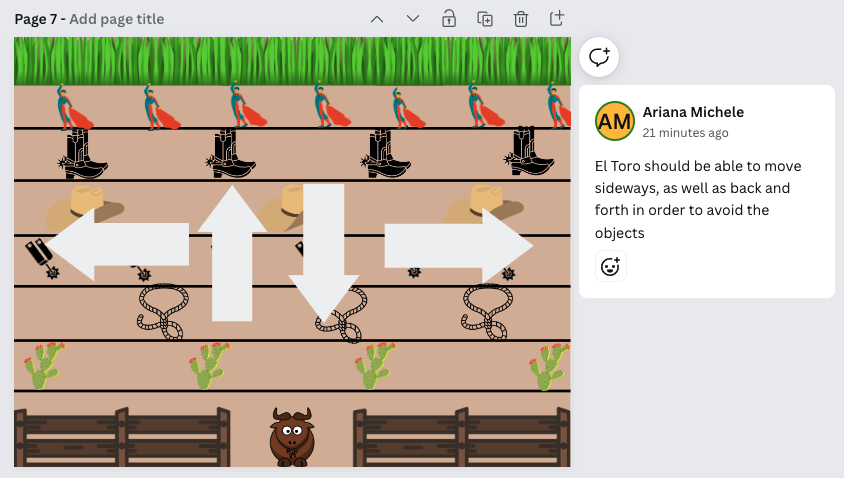 Page 7 - Add page title
AM
Ariana Michele
21 minutes ago
El Toro should be able to move
sideways, as well as back and
forth in order to avoid the
objects